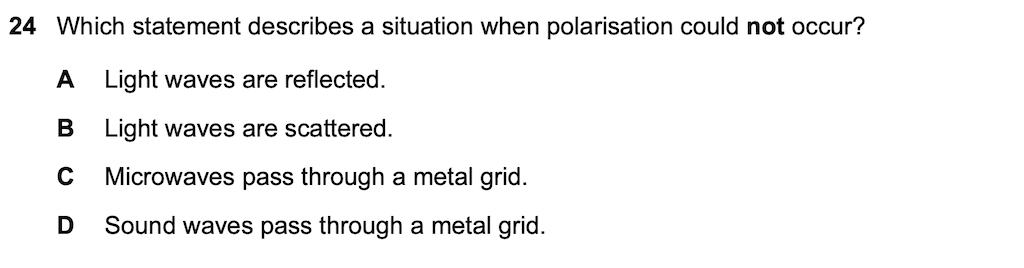 24 Which statement describes a situation when polarisation could not occur?
A Light waves are reflected.
B Light waves are scattered.
C Microwaves pass through a metal grid.
D Sound waves pass through a metal grid.